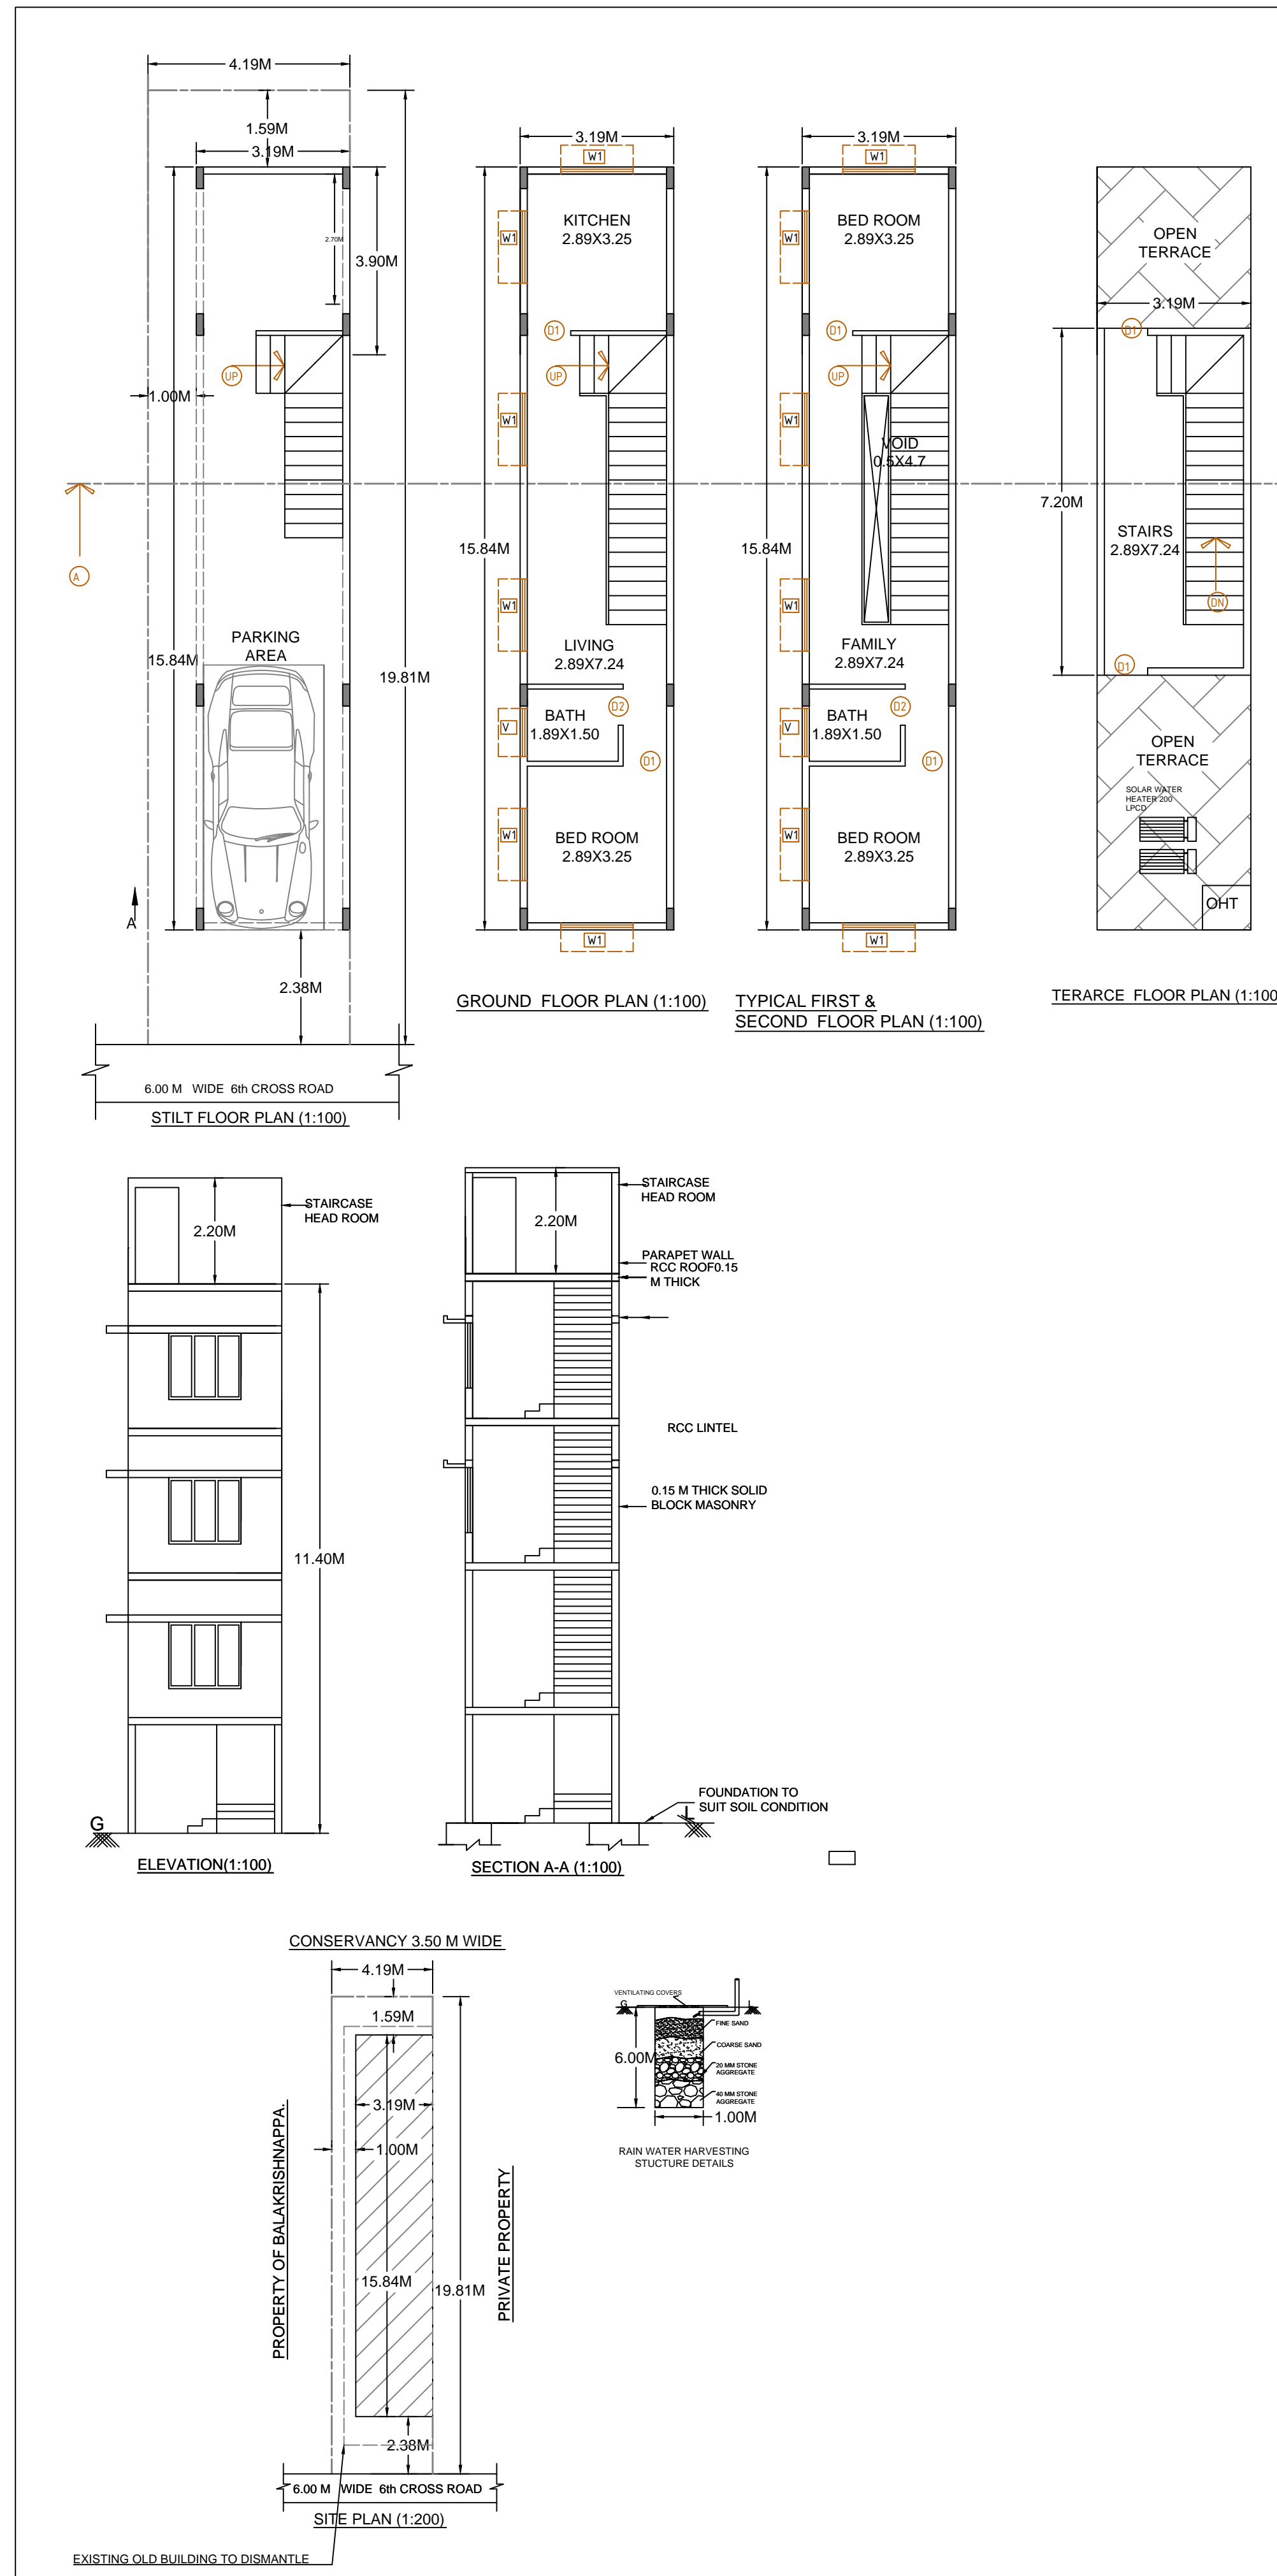 4.19M
1.59M
3.19M
2.70M
3.90M
UP
1.00M
A
PARKING
AREA
15.84M
19.81M
A
2.38M
6.00 M WIDE 6th CROSS ROAD
STILT FLOOR PLAN (1:100)
3.19M
W1
KITCHEN
2.89X3.25
W1
D1
UP
W1
15.84M
W1
LIVING
2.89X7.24
D2
BATH
1.89X1.50
V
D1
W1
BED ROOM
2.89X3.25
W1
GROUND FLOOR PLAN (1:100)
3.19M
W1
BED ROOM
2.89X3.25
W1
D1
UP
W1
VOID
0.5X4.7
15.84M
W1
FAMILY
2.89X7.24
D2
BATH
1.89X1.50
V
D1
W1
BED ROOM
2.89X3.25
W1
TYPICAL FIRST &
SECOND FLOOR PLAN (1:100)
OPEN
TERRACE
3.19M
D1
7.20M
STAIRS
2.89X7.24
DN
D1
OPEN
TERRACE
SOLAR WATER
HEATER 200
LPCD
OHT
TERARCE FLOOR PLAN (1:100
STAIRCASE
HEAD ROOM
2.20M
11.40M
G
ELEVATION(1:100)
STAIRCASE
HEAD ROOM
2.20M
PARAPET WALL
RCC ROOF0.15
M THICK
RCC LINTEL
0.15 M THICK SOLID
BLOCK MASONRY
FOUNDATION TO
SUIT SOIL CONDITION
L
SECTION A-A (1:100)
CONSERVANCY 3.50 M WIDE
4.19M
1.59M
3.19M
1.00M
PROPERTY OF BALAKRISHNAPPA.
PRIVATE PROPERTY
15.84M
19.81M
2.38M
6.00 M WIDE 6th CROSS ROAD
SITE PLAN (1:200)
EXISTING OLD BUILDING TO DISMANTLE
VENTILATING COVERS
G
L
FINE SAND
COARSE SAND
6.00M
20 MM STONE
AGGREGATE
40 MM STONE
AGGREGATE
1.00M
RAIN WATER HARVESTING
STUCTURE DETAILS